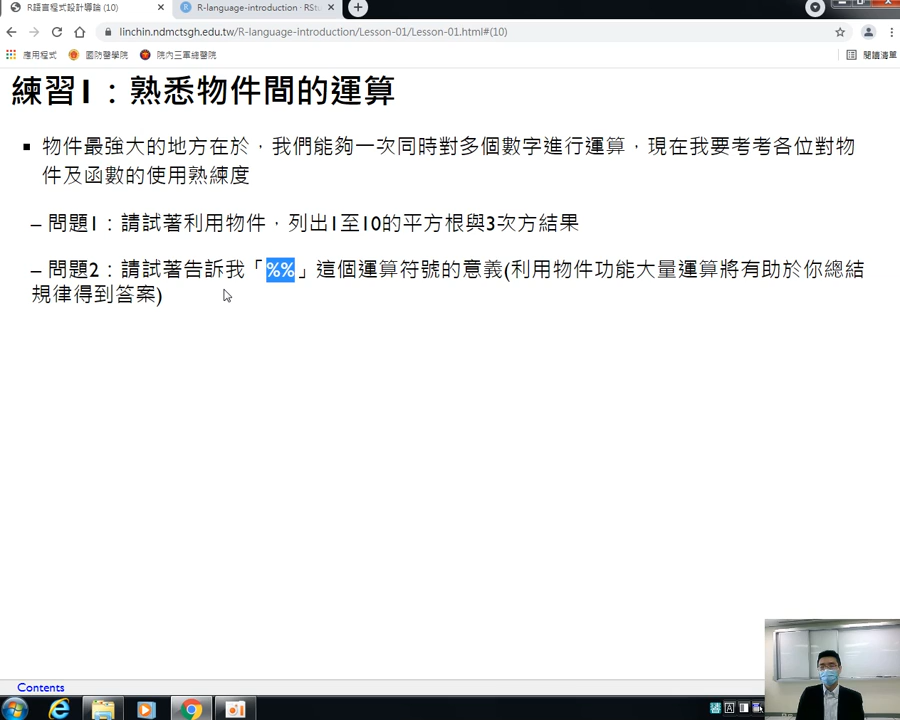 R語言程式設計導論 (10)
R-language-introduction · RStu
linchin.ndmctsgh.edu.tw/R-language-introduction/Lesson-01/Lesson-01.html#(10)
應用程式
國防醫學院
院內三軍總醫院
閱讀清單
練習1：熟悉物件間的運算
物件最強大的地方在於，我們能夠一次同時對多個數字進行運算，現在我要考考各位對物
件及函數的使用熟練度
– 問題1：請試著利用物件，列出1至10的平方根與3次方結果
– 問題2：請試著告訴我「%%」這個運算符號的意義(利用物件功能大量運算將有助於你總結
規律得到答案)
Contents